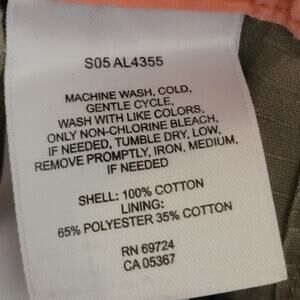 S05 AL4355
MACHINE WASH, COLD,
GENTLE CYCLE,
WASH WITH LIKE COLORS,
ONLY NON-CHLORINE BLEACH,
IF NEEDED, TUMBLE DRY, LOW,
REMOVE PROMPTLY, IRON, MEDIUM,
IF NEEDED
SHELL: 100% COTTON
LINING:
65% POLYESTER 35% COTTON
RN 69724
CA 05367